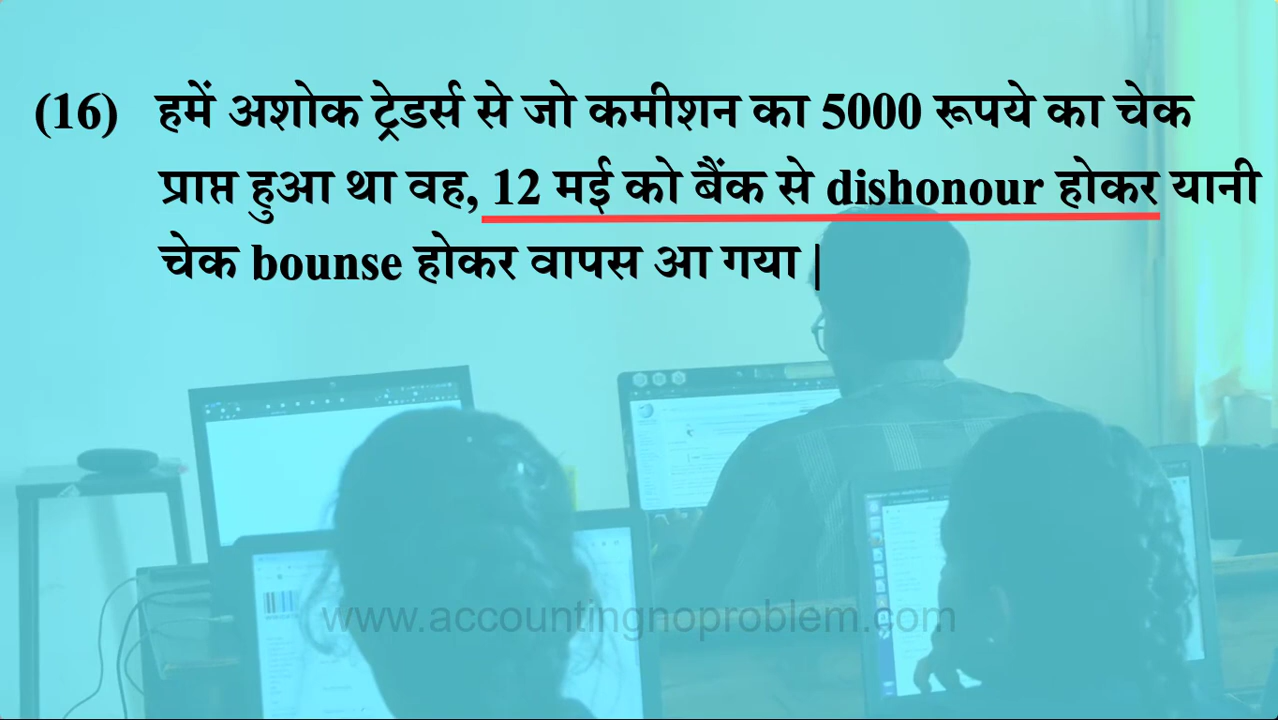 (16) हमें अशोक ट्रेडर्स से जो कमीशन का 5000 रूपये का चेक
प्राप्त हुआ था वह, 12 मई को बैंक से dishonour होकर यानी
चेक bounse होकर वापस आ गया |
www.accountingnoproblem.com